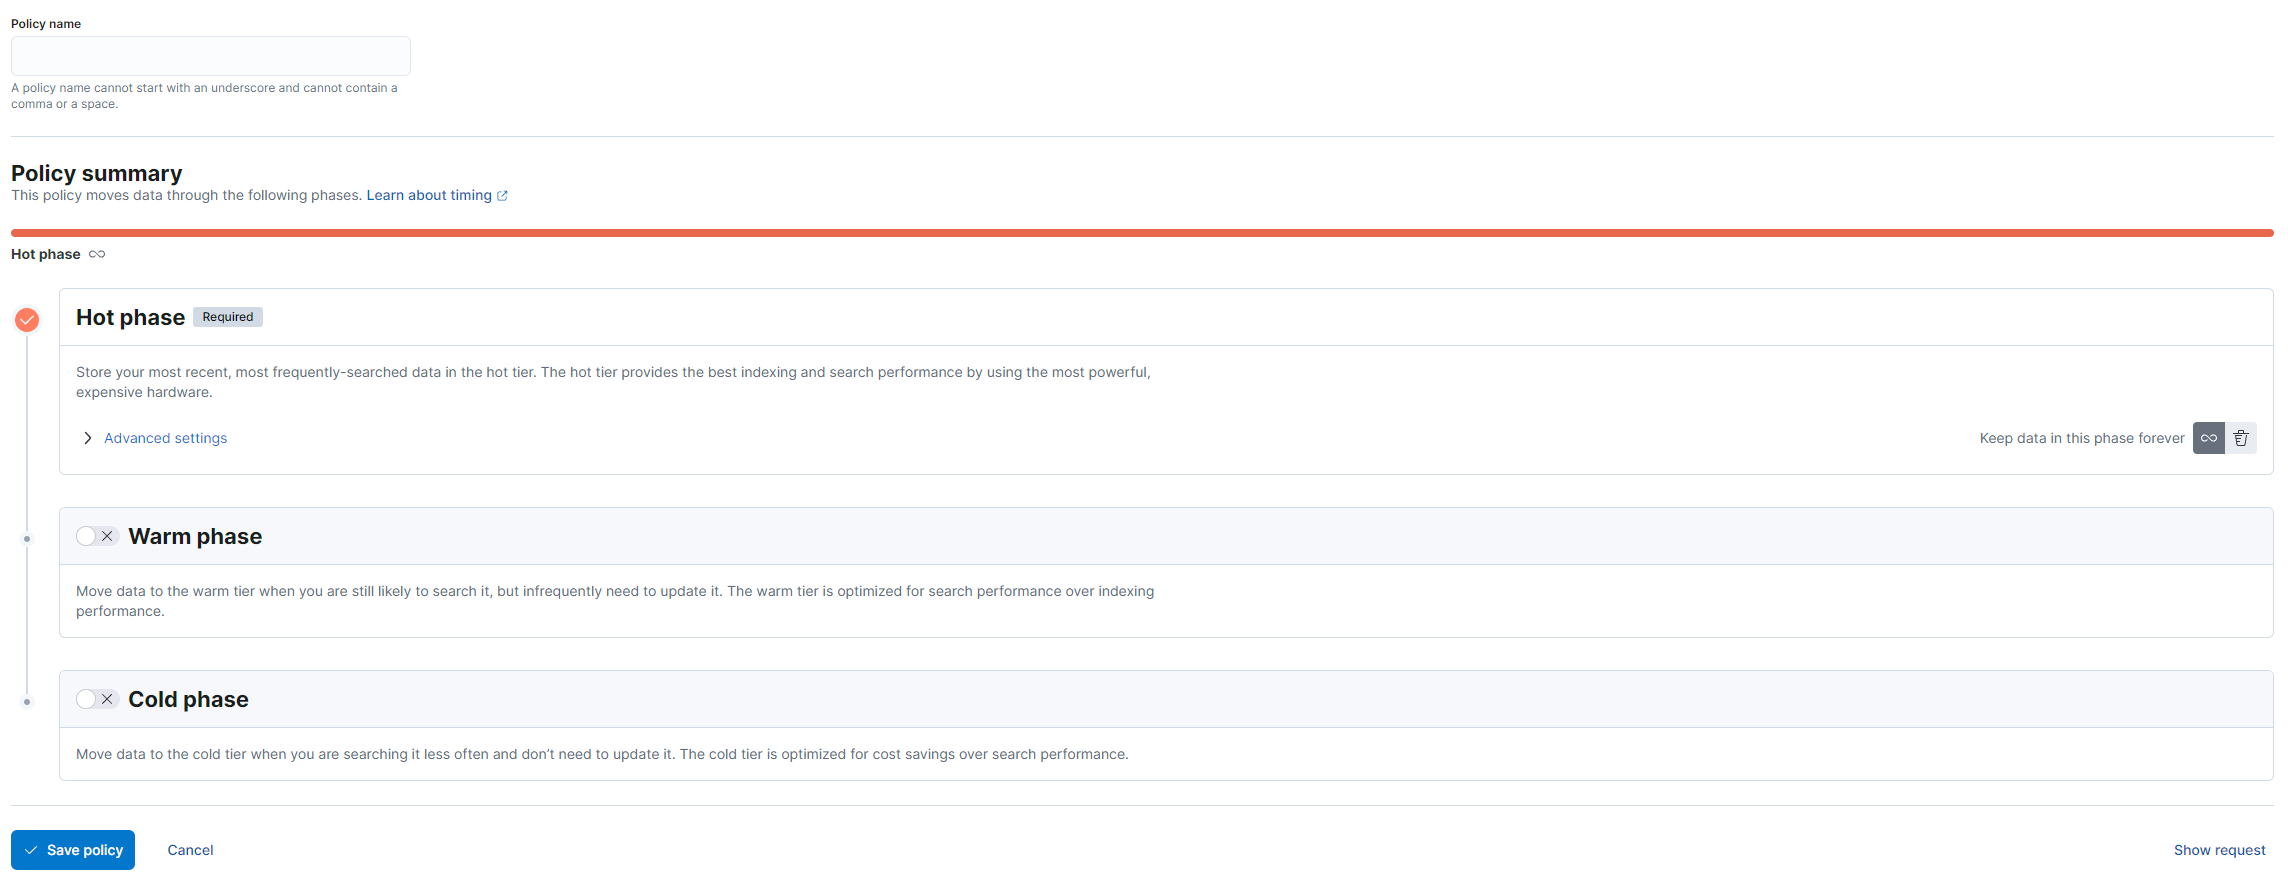 Policy name
A policy name cannot start with an underscore and cannot contain a
comma or a space.
Policy summary
This policy moves data through the following phases. Learn about timing
Hot phase
Hot phase Required
Store your most recent, most frequently-searched data in the hot tier. The hot tier provides the best indexing and search performance by using the most powerful,
expensive hardware.
Advanced settings Keep data in this phase forever
Warm phase
Move data to the warm tier when you are still likely to search it, but infrequently need to update it. The warm tier is optimized for search performance over indexing
performance.
Cold phase
Move data to the cold tier when you are searching it less often and don’t need to update it. The cold tier is optimized for cost savings over search performance.
Save policy Cancel Show request